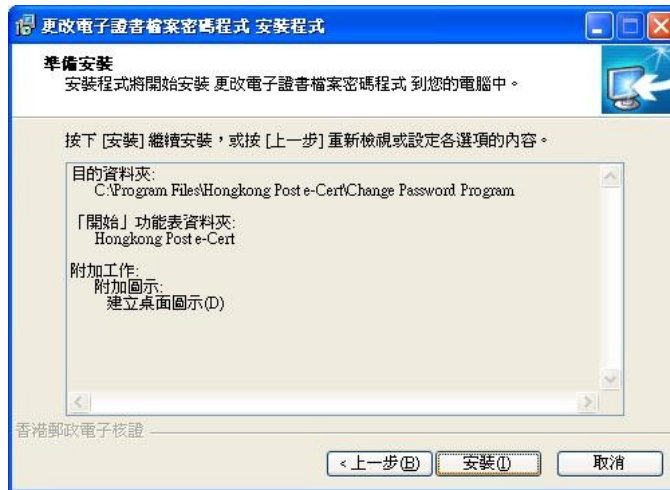 更改電子證書檔案密碼程式 安裝程式
準備安裝
安裝程式將開始安裝 更改電子證書檔案密碼程式 到您的電腦中。
按下 [安裝] 繼續安裝，或按 [上一步] 重新檢視或設定各選項的內容。
目的資料夾:
C:\Program Files\Hongkong Post e-Cert\Change Password Program
「開始」功能表資料夾:
Hongkong Post e-Cert
附加工作:
附加圖示:
建立桌面圖示(D)
香港郵政電子核證
<上一步(B) 安裝(I) 取消